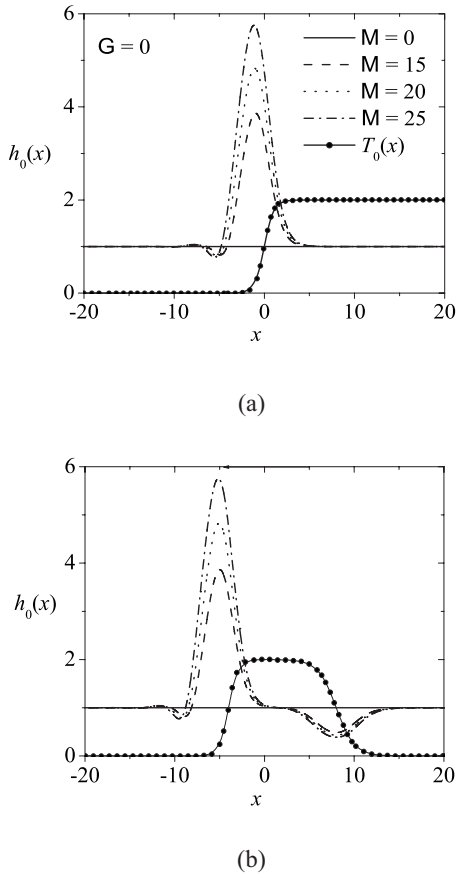 6
G = 0
M = 0
M = 15
M = 20
4
M = 25
h₀(x)
T₀(x)
2
0
-20 -10 0 10 20
x
(a)
6
4
h₀(x)
2
0
-20 -10 0 10 20
x
(b)